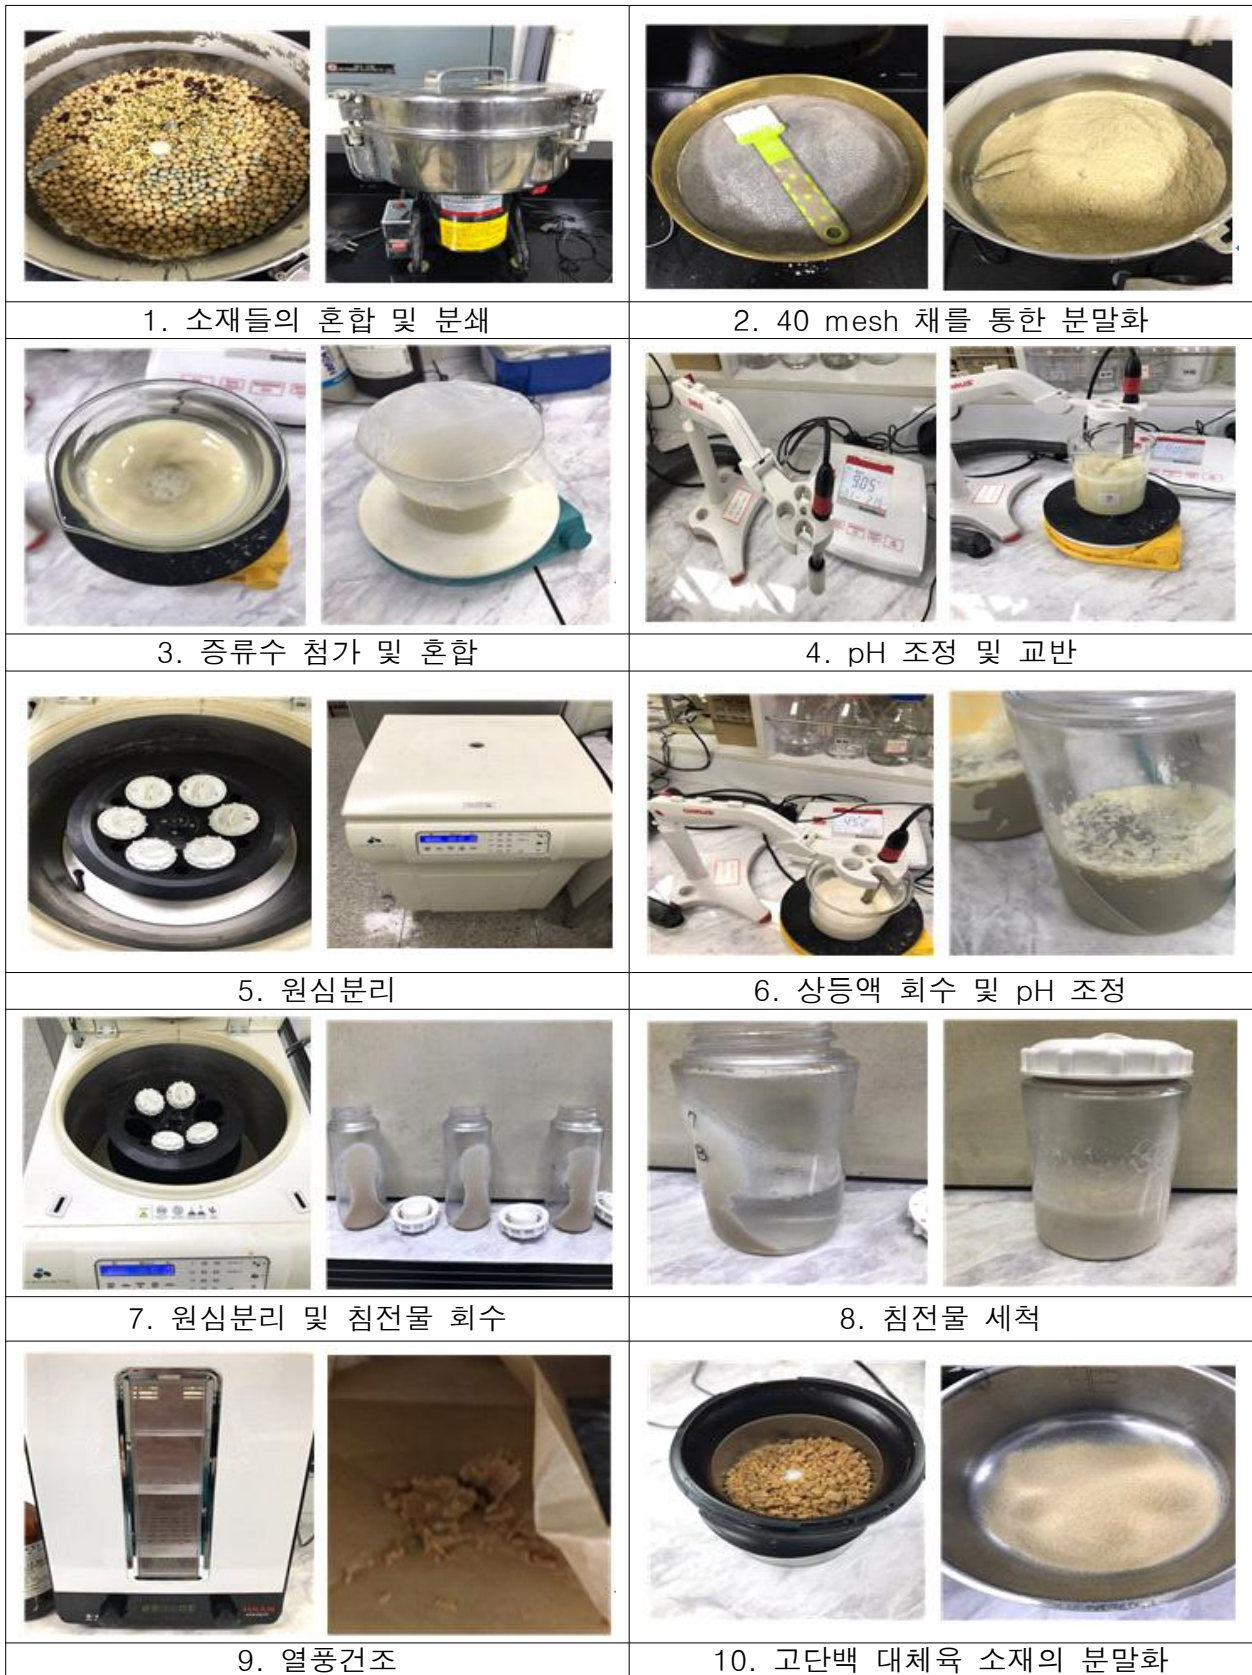 1. 소재들의 혼합 및 분쇄
2. 40 mesh 채를 통한 분말화
3. 증류수 첨가 및 혼합
9.05
4. pH 조정 및 교반
5. 원심분리
6. 상등액 회수 및 pH 조정
7. 원심분리 및 침전물 회수
7
B
8. 침전물 세척
9. 열풍건조
10. 고단백 대체육 소재의 분말화